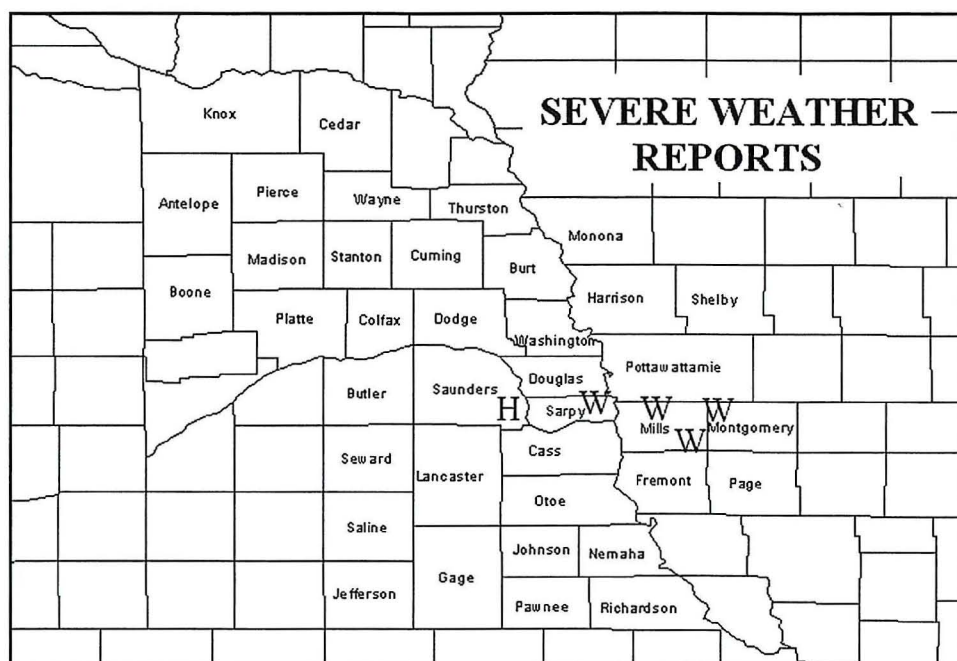 SEVERE WEATHER
REPORTS
Knox
Cedar
Antelope
Pierce
Wayne
Thurston
Monona
Madison
Stanton
Cuming
Burt
Boone
Harrison
Shelby
Platte
Colfax
Dodge
Washington
Pottawattamie
Butler
Saunders
Douglas
H
Sarpy
W
W
W
Mills
Montgomery
W
Cass
Seward
Lancaster
Fremont
Page
Otoe
Saline
Johnson
Nemaha
Gage
Jefferson
Pawnee
Richardson